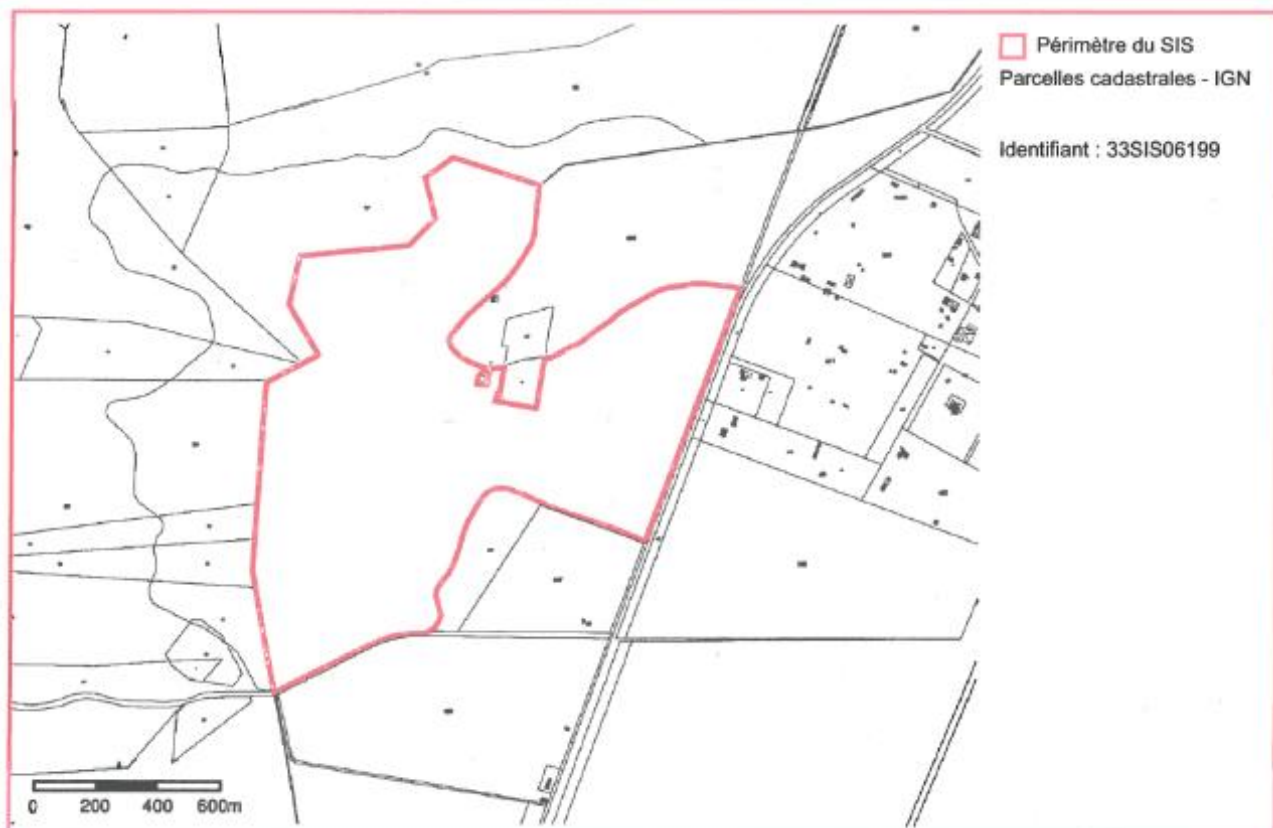 Périmètre du SIS
Parcelles cadastrales - IGN
Identifiant : 33SIS06199
0 200 400 600m